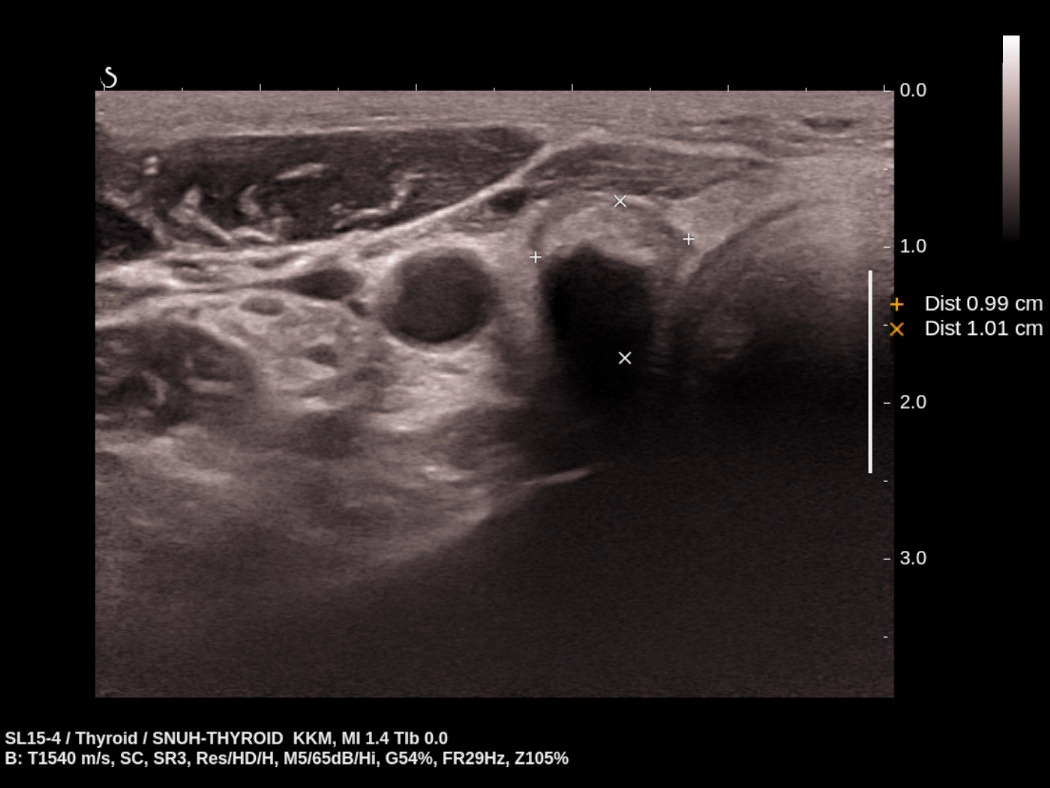 S
0.0
1.0
Dist 0.99 cm
Dist 1.01 cm
2.0
3.0
SL15-4 / Thyroid / SNUH-THYROID KKM, MI 1.4 TIb 0.0
B: T1540 m/s, SC, SR3, Res/HD/H, M5/65dB/Hi, G54%, FR29Hz, Z105%